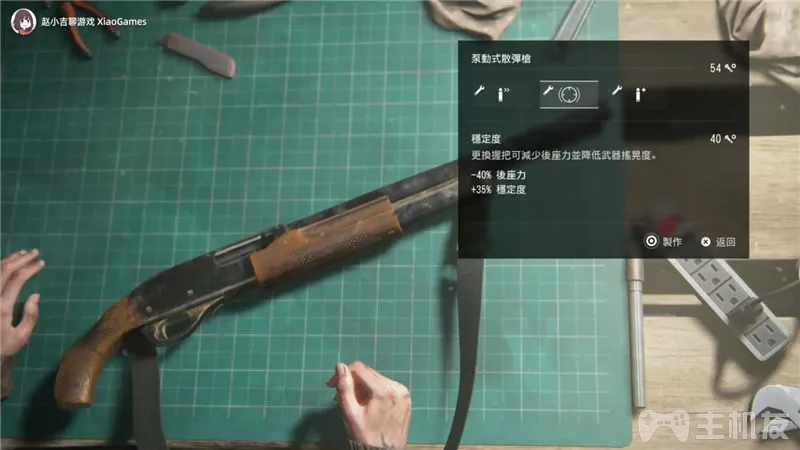 赵小吉聊游戏 XiaoGames
泵動式散彈槍
54
穩定度
40
更換握把可減少後座力並降低武器搖晃度。
-40% 後座力
+35% 穩定度
製作
返回
主机友